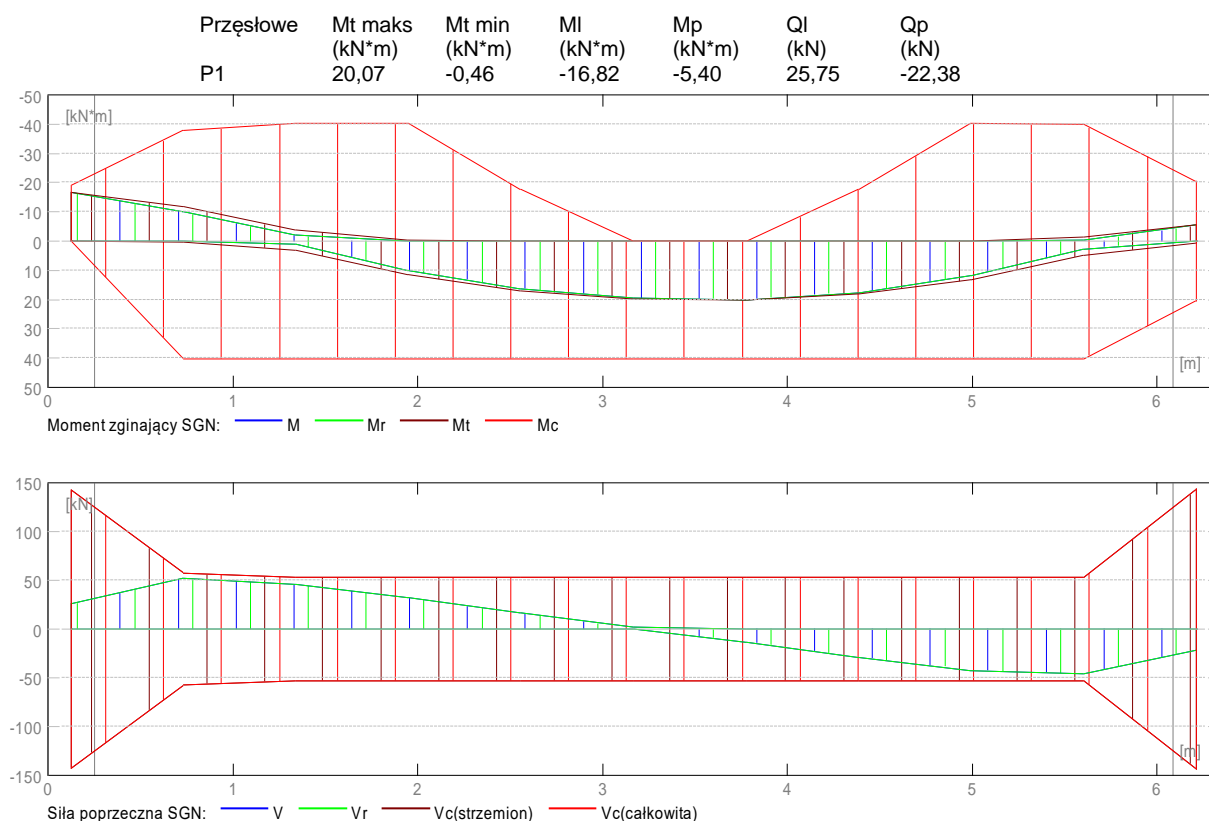 Przęsłowe Mt maks Mt min Ml Mp Ql Qp
(kN*m) (kN*m) (kN*m) (kN*m) (kN) (kN)
P1 20,07 -0,46 -16,82 -5,40 25,75 -22,38
-50
[kN*m]
-40
-30
-20
-10
0
10
20
30
40
[m]
50
0 1 2 3 4 5 6
Moment zginający SGN: M Mr Mt Mc
150
[kN]
100
50
0
-50
-100
[m]
-150
0 1 2 3 4 5 6
Siła poprzeczna SGN: V Vr Vc(strzemion) Vc(całkowita)